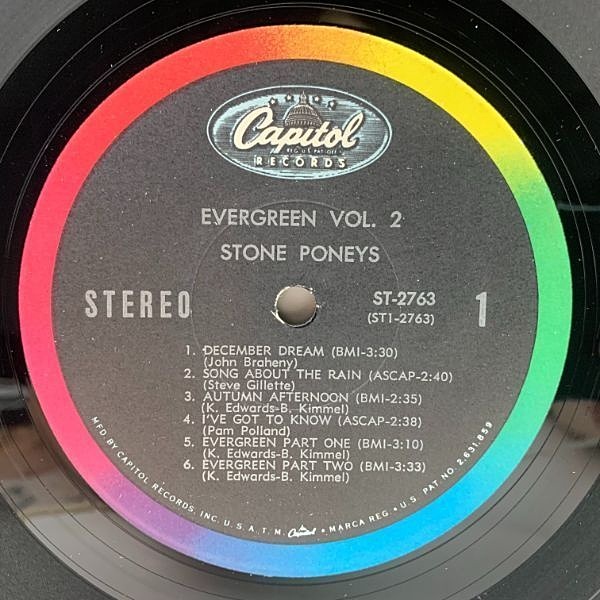 Capitol
REG. U.S. PAT. OFF.
RECORDS
EVERGREEN VOL. 2
STONE PONEYS
STEREO
ST-2763
(ST1-2763)
1
1. DECEMBER DREAM (BMI-3:30)
(John Braheny)
2. SONG ABOUT THE RAIN (ASCAP-2:40)
(Steve Gillette)
3. AUTUMN AFTERNOON (BMI-2:35)
(K. Edwards-B. Kimmel)
4. I'VE GOT TO KNOW (ASCAP-2:38)
(Pam Polland)
5. EVERGREEN PART ONE (BMI-3:10)
(K. Edwards-B. Kimmel)
6. EVERGREEN PART TWO (BMI-3:33)
(K. Edwards-B. Kimmel)
MFD BY CAPITOL RECORDS, INC. U.S.A. T.M. Capitol • MARCA REG. • U.S. PAT. NO. 2,631,859